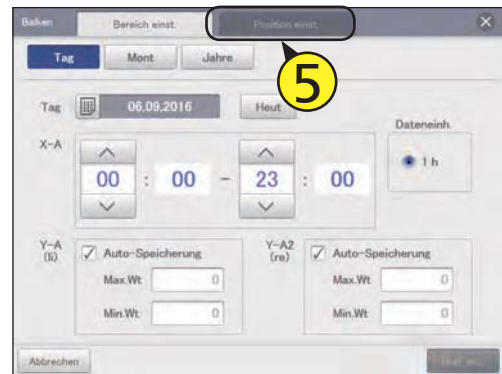 Balken Bereich einst. Position einst.
Tag Mont Jahre
5
Tag 06.09.2016 Heut
Dateneinh.
X-A
00 : 00 - 23 : 00
1 h
Y-A (li) Auto-Speicherung Y-A2 (re) Auto-Speicherung
Max.Wt 0 Max.Wt 0
Min.Wt 0 Min.Wt 0
Abbrechen